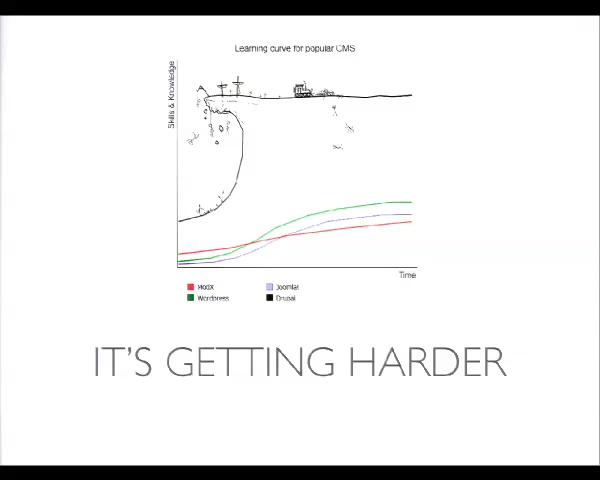 Learning curve for popular CMS
Skills & Knowledge
Time
ModX
Joomla!
Wordpress
Drupal
IT'S GETTING HARDER